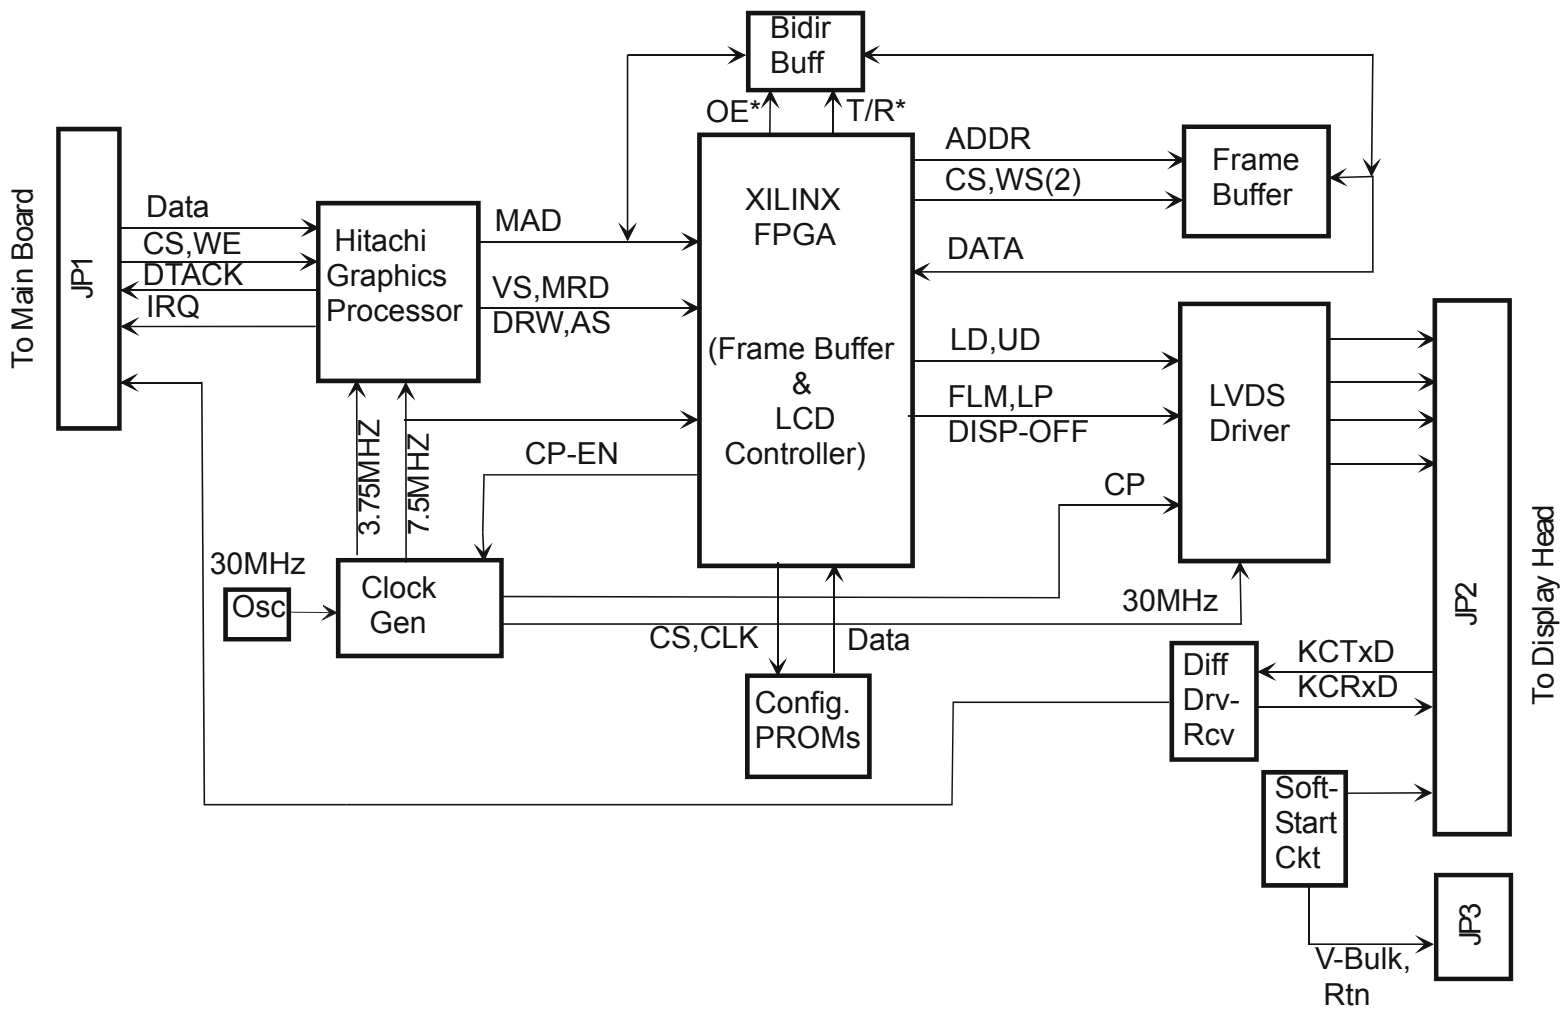 Bidir
Buff
OE*
T/R*
To Main Board
JP1
Data
CS,WE
DTACK
IRQ
Hitachi
Graphics
Processor
MAD
VS,MRD
DRW,AS
XILINX
FPGA
(Frame Buffer
&
LCD
Controller)
ADDR
CS,WS(2)
DATA
Frame
Buffer
LD,UD
FLM,LP
DISP-OFF
CP
LVDS
Driver
3.75MHZ
7.5MHZ
CP-EN
30MHz
Osc
Clock
Gen
30MHz
CS,CLK
Data
Config.
PROMs
Diff
Drv-
Rcv
KCTxD
KCRxD
JP2
To Display Head
Soft-
Start
Ckt
V-Bulk,
Rtn
JP3